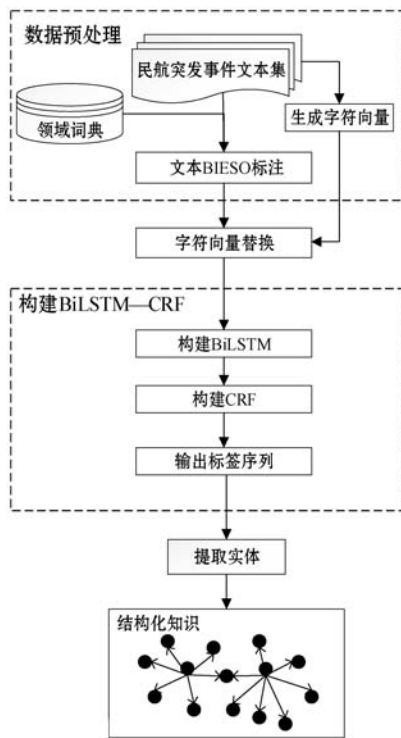 数据预处理
民航突发事件文本集
领域词典
生成字符向量
文本BIESO标注
字符向量替换
构建BiLSTM—CRF
构建BiLSTM
构建CRF
输出标签序列
提取实体
结构化知识